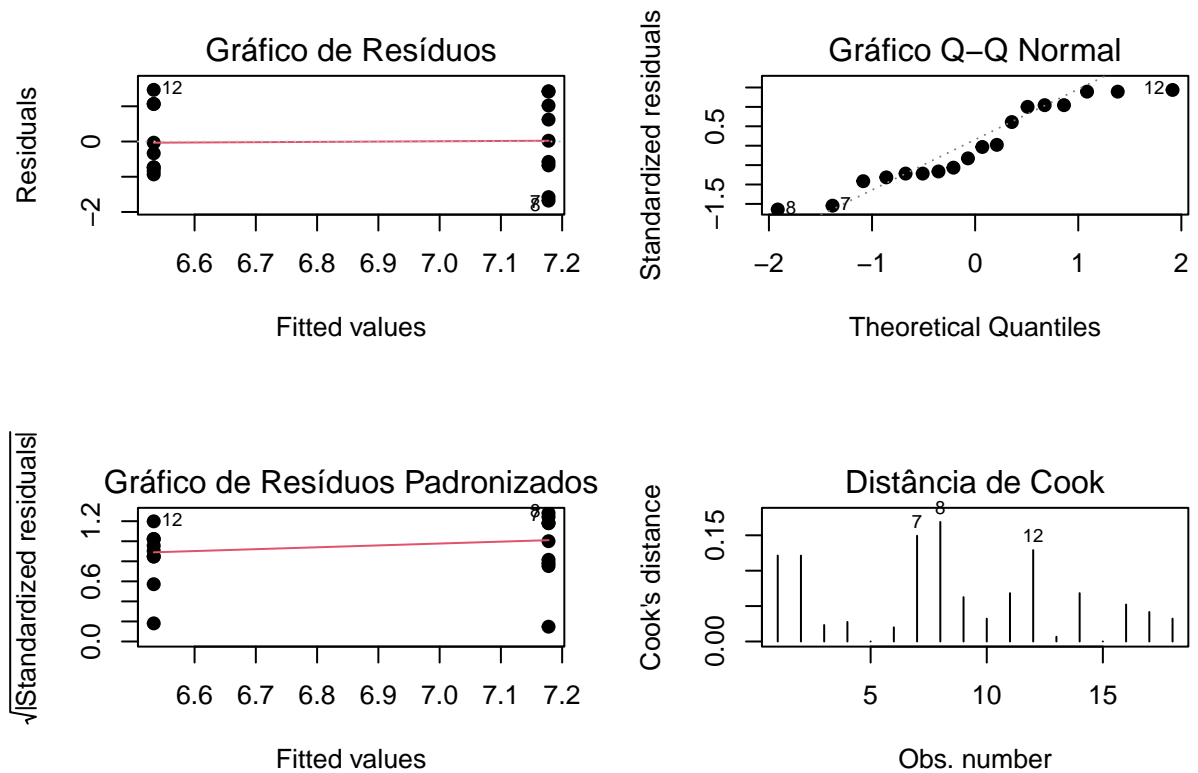 Gráfico de Resíduos
Residuals
0
−2
12
7
8
6.6 6.7 6.8 6.9 7.0 7.1 7.2
Fitted values
Gráfico Q−Q Normal
Standardized residuals
0.5
−1.5
8
7
12
−2 −1 0 1 2
Theoretical Quantiles
Gráfico de Resíduos Padronizados
√|Standardized residuals|
1.2
0.6
0.0
12
8
7
6.6 6.7 6.8 6.9 7.0 7.1 7.2
Fitted values
Distância de Cook
Cook's distance
0.15
0.00
7
8
12
5 10 15
Obs. number